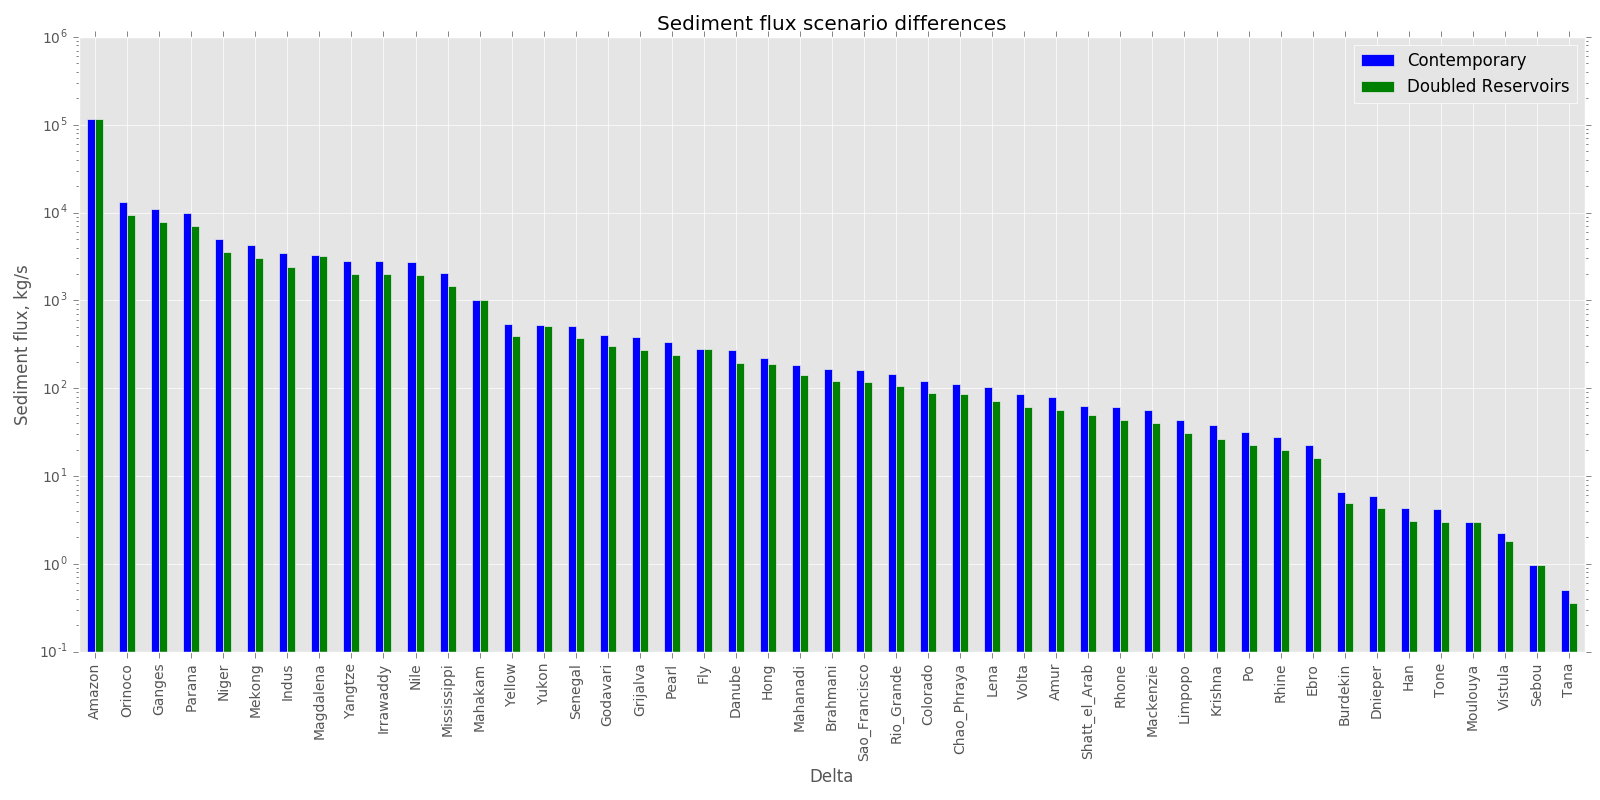 Sediment flux scenario differences
Contemporary
Doubled Reservoirs
Sediment flux, kg/s
10^6
10^5
10^4
10^3
10^2
10^1
10^0
10^-1
Amazon
Orinoco
Ganges
Parana
Niger
Mekong
Indus
Magdalena
Yangtze
Irrawaddy
Nile
Mississippi
Mahakam
Yellow
Yukon
Senegal
Godavari
Grijalva
Pearl
Fly
Danube
Hong
Mahanadi
Brahmani
Sao_Francisco
Rio_Grande
Colorado
Chao_Phraya
Lena
Volta
Amur
Shatt_el_Arab
Rhone
Mackenzie
Limpopo
Krishna
Po
Rhine
Ebro
Burdekin
Dnieper
Han
Tone
Moulouya
Vistula
Sebou
Tana
Delta